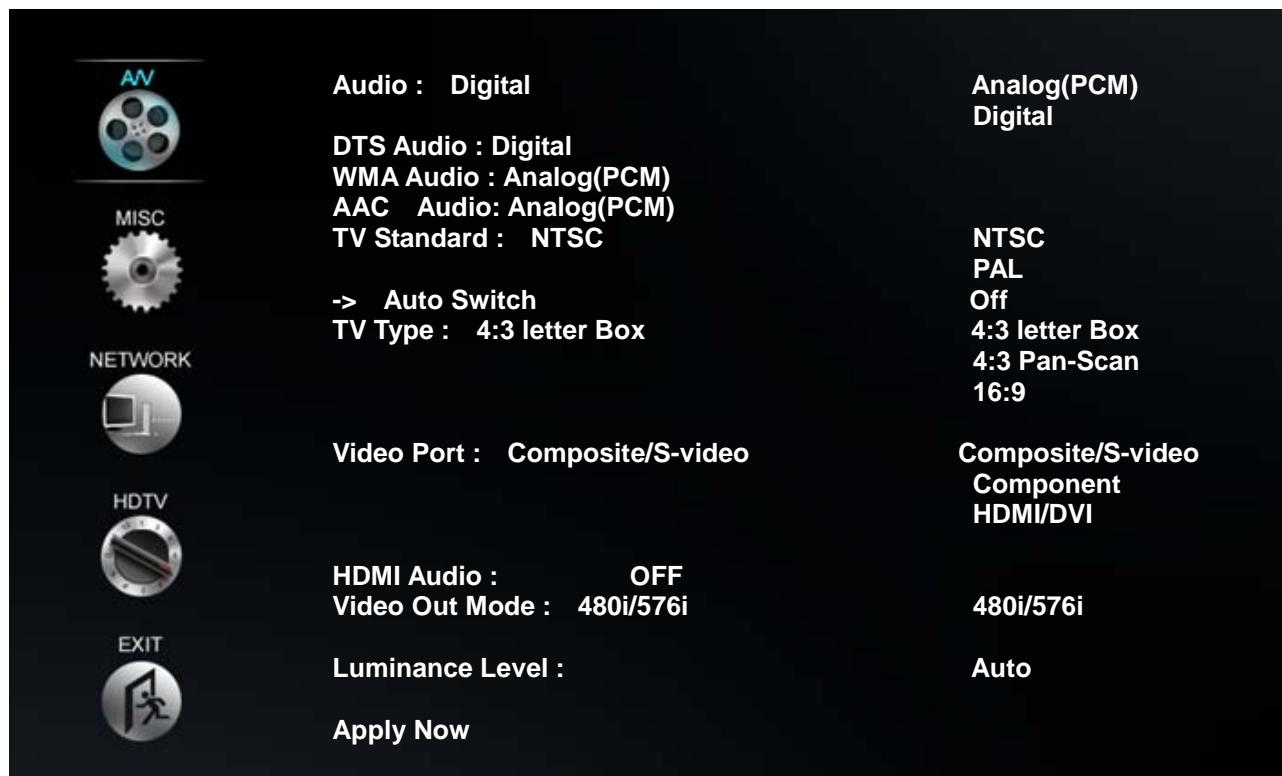 A/V
MISC
NETWORK
HDTV
EXIT
Audio : Digital Analog(PCM)
Digital
DTS Audio : Digital
WMA Audio : Analog(PCM)
AAC Audio: Analog(PCM)
TV Standard : NTSC NTSC
PAL
-> Auto Switch Off
TV Type : 4:3 letter Box 4:3 letter Box
4:3 Pan-Scan
16:9
Video Port : Composite/S-video Composite/S-video
Component
HDMI/DVI
HDMI Audio : OFF
Video Out Mode : 480i/576i 480i/576i
Luminance Level : Auto
Apply Now